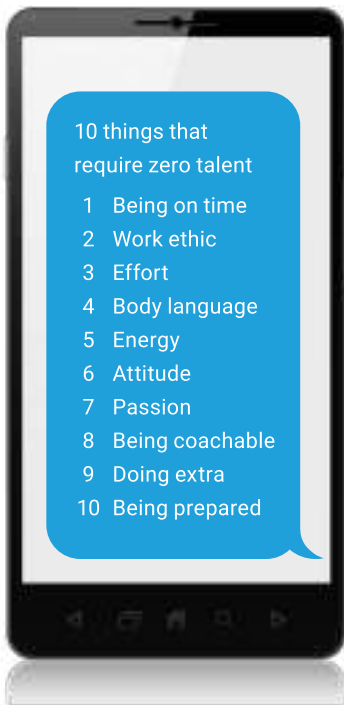 10 things that
require zero talent
1 Being on time
2 Work ethic
3 Effort
4 Body language
5 Energy
6 Attitude
7 Passion
8 Being coachable
9 Doing extra
10 Being prepared